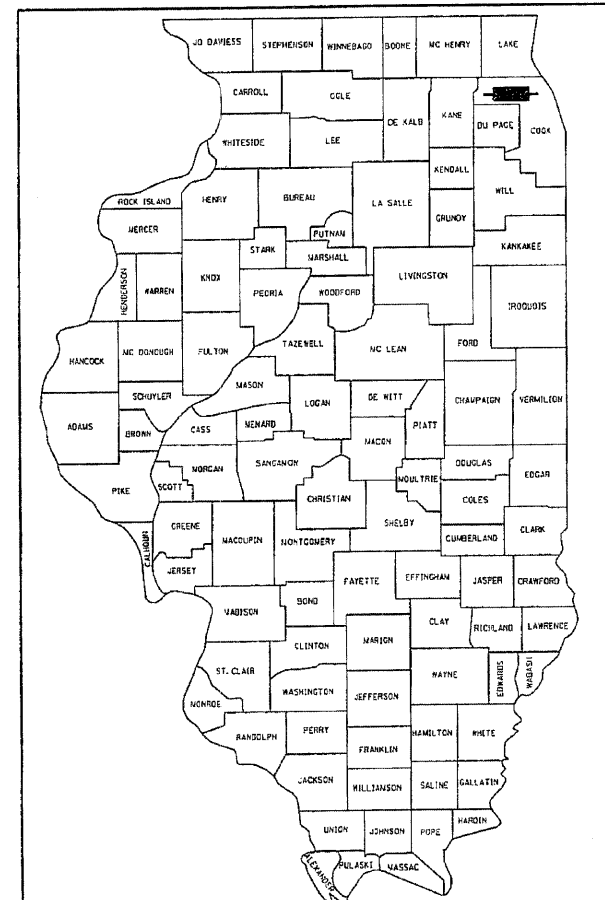 JO DAVIESS
STEPHENSON
WINNEBAGO
BOONE
MC HENRY
LAKE
CARROLL
OGLE
DE KALB
KANE
DU PAGE
COOK
WHITESIDE
LEE
KENDALL
WILL
ROCK ISLAND
HENRY
BUREAU
LA SALLE
GRUNDY
MERCER
PUTNAM
STARK
MARSHALL
KANKAKEE
HENDERSON
WARREN
KNOX
PEORIA
WOODFORD
LIVINGSTON
IROQUOIS
HANCOCK
MC DONOUGH
FULTON
TAZEWELL
MC LEAN
FORD
SCHUYLER
MASON
LOGAN
DE WITT
CHAMPAIGN
VERMILION
ADAMS
BROWN
CASS
MENARD
MACON
PIATT
PIKE
SCOTT
MORGAN
SANGAMON
CHRISTIAN
MOULTRIE
DOUGLAS
COLES
EDGAR
CALHOUN
GREENE
MACOUPIN
MONTGOMERY
SHELBY
CUMBERLAND
CLARK
JERSEY
FAYETTE
EFFINGHAM
JASPER
CRAWFORD
MADISON
BOND
CLAY
RICHLAND
LAWRENCE
CLINTON
MARION
ST. CLAIR
WAYNE
EDWARDS
WABASH
WASHINGTON
JEFFERSON
MONROE
RANDOLPH
PERRY
FRANKLIN
HAMILTON
WHITE
JACKSON
WILLIAMSON
SALINE
GALLATIN
UNION
JOHNSON
POPE
HARDIN
ALEXANDER
PULASKI
MASSAC